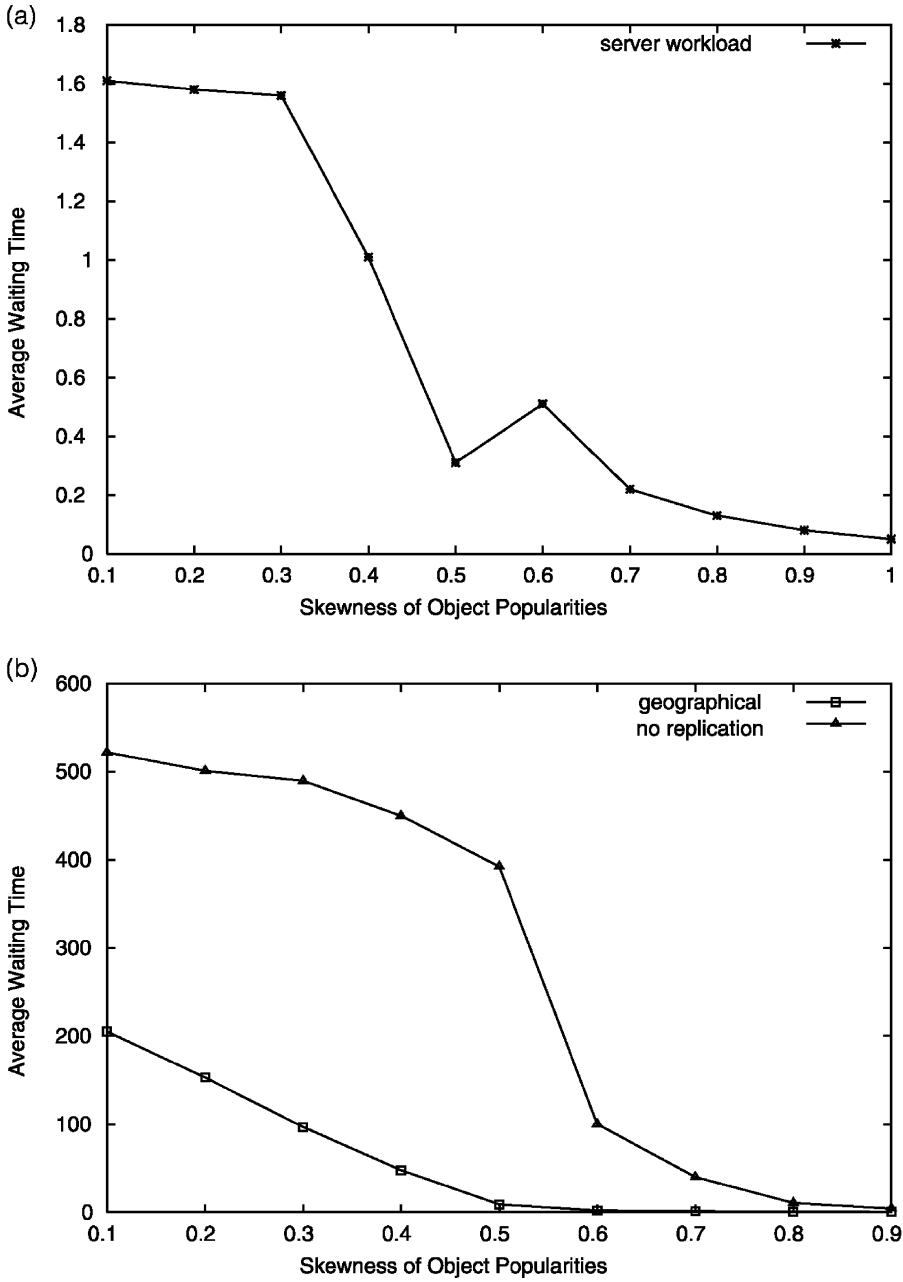 (a)
1.8
server workload
1.6
1.4
1.2
1
0.8
0.6
0.4
0.2
0
Average Waiting Time
0.1 0.2 0.3 0.4 0.5 0.6 0.7 0.8 0.9 1
Skewness of Object Popularities
(b)
600
geographical
no replication
500
400
300
200
100
0
Average Waiting Time
0.1 0.2 0.3 0.4 0.5 0.6 0.7 0.8 0.9
Skewness of Object Popularities